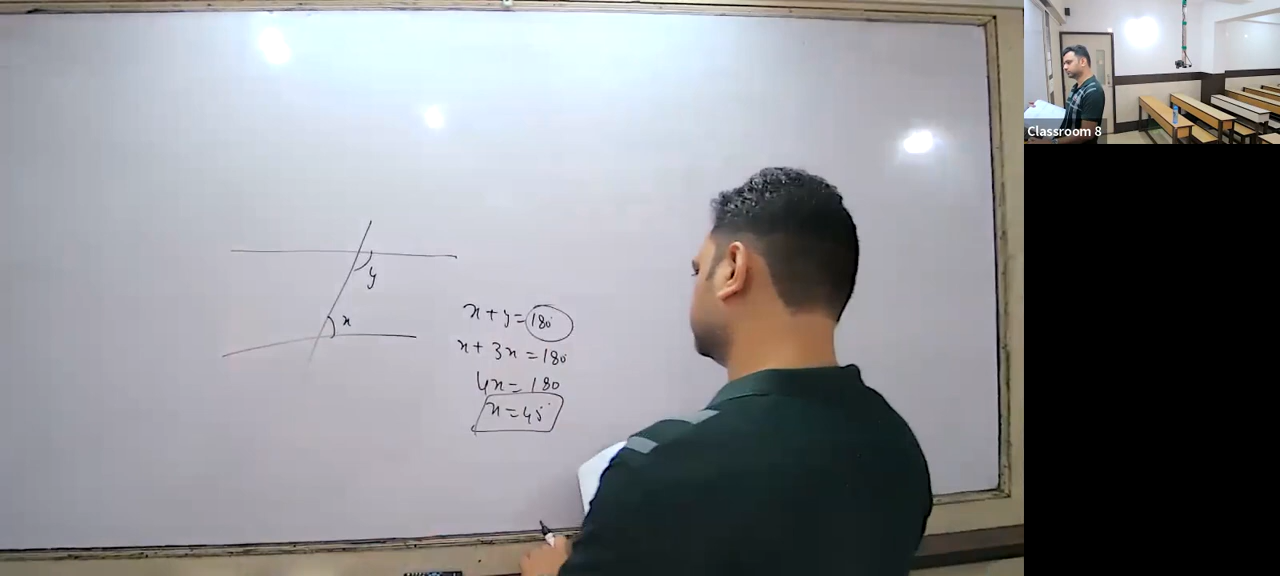 Classroom 8
y
x
x + y = 180°
x + 3x = 180
4x = 180
x = 45°